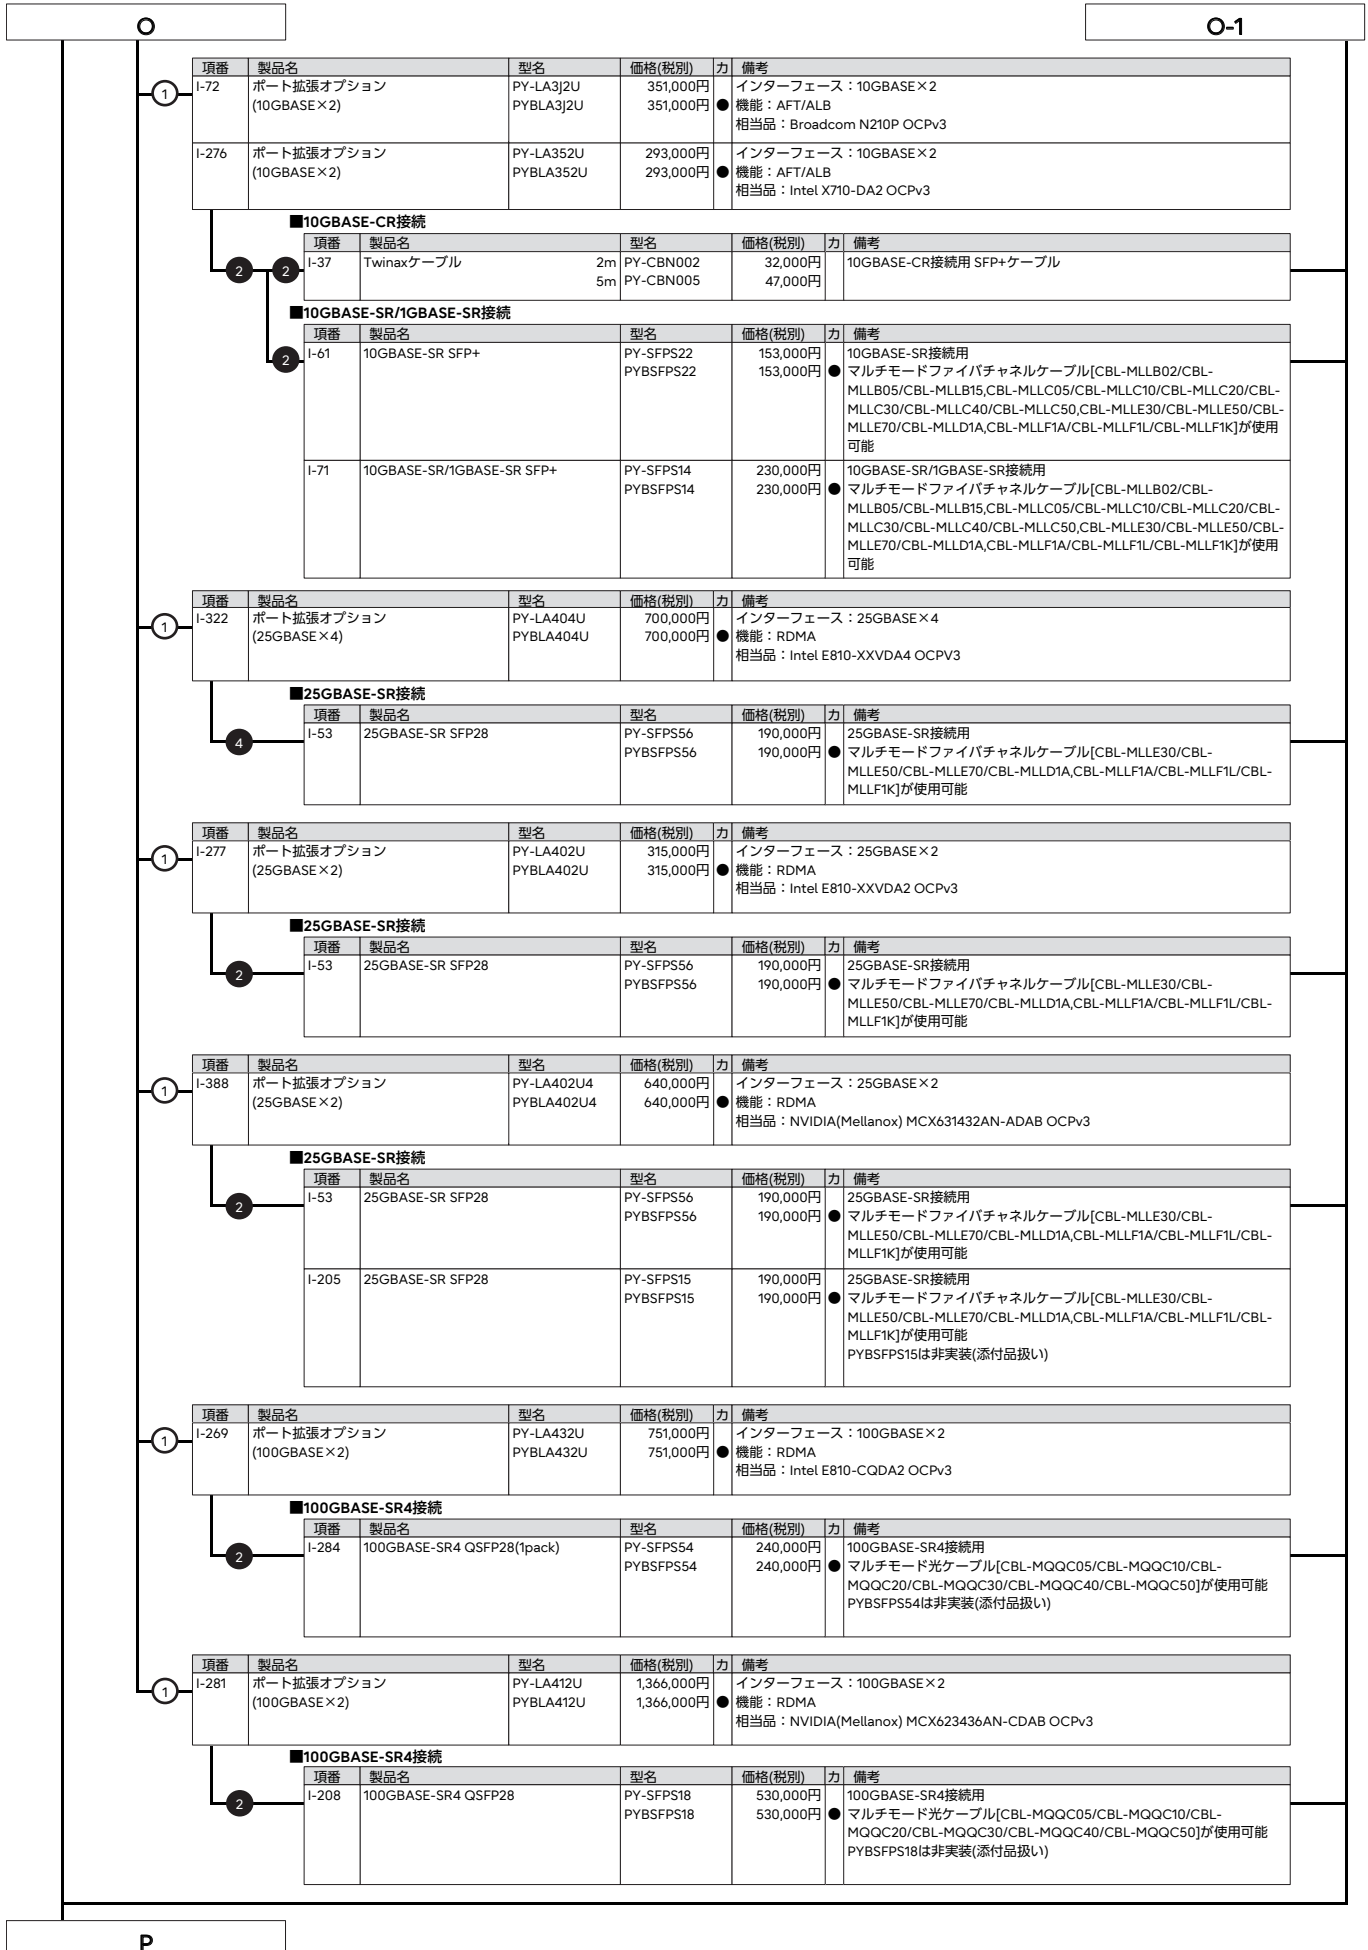 O
O-1
項番 製品名 型名 価格(税別) カ 備考
① I-72 ポート拡張オプション PY-LA3J2U 351,000円 インターフェース：10GBASE×2
(10GBASE×2) PYBLA3J2U 351,000円 ● 機能：AFT/ALB
相当品：Broadcom N210P OCPv3
I-276 ポート拡張オプション PY-LA352U 293,000円 インターフェース：10GBASE×2
(10GBASE×2) PYBLA352U 293,000円 ● 機能：AFT/ALB
相当品：Intel X710-DA2 OCPv3
■10GBASE-CR接続
項番 製品名 型名 価格(税別) カ 備考
2 2 I-37 Twinaxケーブル 2m PY-CBN002 32,000円 10GBASE-CR接続用 SFP+ケーブル
5m PY-CBN005 47,000円
■10GBASE-SR/1GBASE-SR接続
項番 製品名 型名 価格(税別) カ 備考
2 I-61 10GBASE-SR SFP+ PY-SFPS22 153,000円 10GBASE-SR接続用
PYBSFPS22 153,000円 ● マルチモードファイバチャネルケーブル[CBL-MLLB02/CBL-
MLLB05/CBL-MLLB15,CBL-MLLC05/CBL-MLLC10/CBL-MLLC20/CBL-
MLLC30/CBL-MLLC40/CBL-MLLC50,CBL-MLLE30/CBL-MLLE50/CBL-
MLLE70/CBL-MLLD1A,CBL-MLLF1A/CBL-MLLF1L/CBL-MLLF1K]が使用
可能
I-71 10GBASE-SR/1GBASE-SR SFP+ PY-SFPS14 230,000円 10GBASE-SR/1GBASE-SR接続用
PYBSFPS14 230,000円 ● マルチモードファイバチャネルケーブル[CBL-MLLB02/CBL-
MLLB05/CBL-MLLB15,CBL-MLLC05/CBL-MLLC10/CBL-MLLC20/CBL-
MLLC30/CBL-MLLC40/CBL-MLLC50,CBL-MLLE30/CBL-MLLE50/CBL-
MLLE70/CBL-MLLD1A,CBL-MLLF1A/CBL-MLLF1L/CBL-MLLF1K]が使用
可能
項番 製品名 型名 価格(税別) カ 備考
① I-322 ポート拡張オプション PY-LA404U 700,000円 インターフェース：25GBASE×4
(25GBASE×4) PYBLA404U 700,000円 ● 機能：RDMA
相当品：Intel E810-XXVDA4 OCPV3
■25GBASE-SR接続
項番 製品名 型名 価格(税別) カ 備考
4 I-53 25GBASE-SR SFP28 PY-SFPS56 190,000円 25GBASE-SR接続用
PYBSFPS56 190,000円 ● マルチモードファイバチャネルケーブル[CBL-MLLE30/CBL-
MLLE50/CBL-MLLE70/CBL-MLLD1A,CBL-MLLF1A/CBL-MLLF1L/CBL-
MLLF1K]が使用可能
項番 製品名 型名 価格(税別) カ 備考
① I-277 ポート拡張オプション PY-LA402U 315,000円 インターフェース：25GBASE×2
(25GBASE×2) PYBLA402U 315,000円 ● 機能：RDMA
相当品：Intel E810-XXVDA2 OCPv3
■25GBASE-SR接続
項番 製品名 型名 価格(税別) カ 備考
2 I-53 25GBASE-SR SFP28 PY-SFPS56 190,000円 25GBASE-SR接続用
PYBSFPS56 190,000円 ● マルチモードファイバチャネルケーブル[CBL-MLLE30/CBL-
MLLE50/CBL-MLLE70/CBL-MLLD1A,CBL-MLLF1A/CBL-MLLF1L/CBL-
MLLF1K]が使用可能
項番 製品名 型名 価格(税別) カ 備考
① I-388 ポート拡張オプション PY-LA402U4 640,000円 インターフェース：25GBASE×2
(25GBASE×2) PYBLA402U4 640,000円 ● 機能：RDMA
相当品：NVIDIA(Mellanox) MCX631432AN-ADAB OCPv3
■25GBASE-SR接続
項番 製品名 型名 価格(税別) カ 備考
2 I-53 25GBASE-SR SFP28 PY-SFPS56 190,000円 25GBASE-SR接続用
PYBSFPS56 190,000円 ● マルチモードファイバチャネルケーブル[CBL-MLLE30/CBL-
MLLE50/CBL-MLLE70/CBL-MLLD1A,CBL-MLLF1A/CBL-MLLF1L/CBL-
MLLF1K]が使用可能
I-205 25GBASE-SR SFP28 PY-SFPS15 190,000円 25GBASE-SR接続用
PYBSFPS15 190,000円 ● マルチモードファイバチャネルケーブル[CBL-MLLE30/CBL-
MLLE50/CBL-MLLE70/CBL-MLLD1A,CBL-MLLF1A/CBL-MLLF1L/CBL-
MLLF1K]が使用可能
PYBSFPS15は非実装(添付品扱い)
項番 製品名 型名 価格(税別) カ 備考
① I-269 ポート拡張オプション PY-LA432U 751,000円 インターフェース：100GBASE×2
(100GBASE×2) PYBLA432U 751,000円 ● 機能：RDMA
相当品：Intel E810-CQDA2 OCPv3
■100GBASE-SR4接続
項番 製品名 型名 価格(税別) カ 備考
2 I-284 100GBASE-SR4 QSFP28(1pack) PY-SFPS54 240,000円 100GBASE-SR4接続用
PYBSFPS54 240,000円 ● マルチモード光ケーブル[CBL-MQQC05/CBL-MQQC10/CBL-
MQQC20/CBL-MQQC30/CBL-MQQC40/CBL-MQQC50]が使用可能
PYBSFPS54は非実装(添付品扱い)
項番 製品名 型名 価格(税別) カ 備考
① I-281 ポート拡張オプション PY-LA412U 1,366,000円 インターフェース：100GBASE×2
(100GBASE×2) PYBLA412U 1,366,000円 ● 機能：RDMA
相当品：NVIDIA(Mellanox) MCX623436AN-CDAB OCPv3
■100GBASE-SR4接続
項番 製品名 型名 価格(税別) カ 備考
2 I-208 100GBASE-SR4 QSFP28 PY-SFPS18 530,000円 100GBASE-SR4接続用
PYBSFPS18 530,000円 ● マルチモード光ケーブル[CBL-MQQC05/CBL-MQQC10/CBL-
MQQC20/CBL-MQQC30/CBL-MQQC40/CBL-MQQC50]が使用可能
PYBSFPS18は非実装(添付品扱い)
P